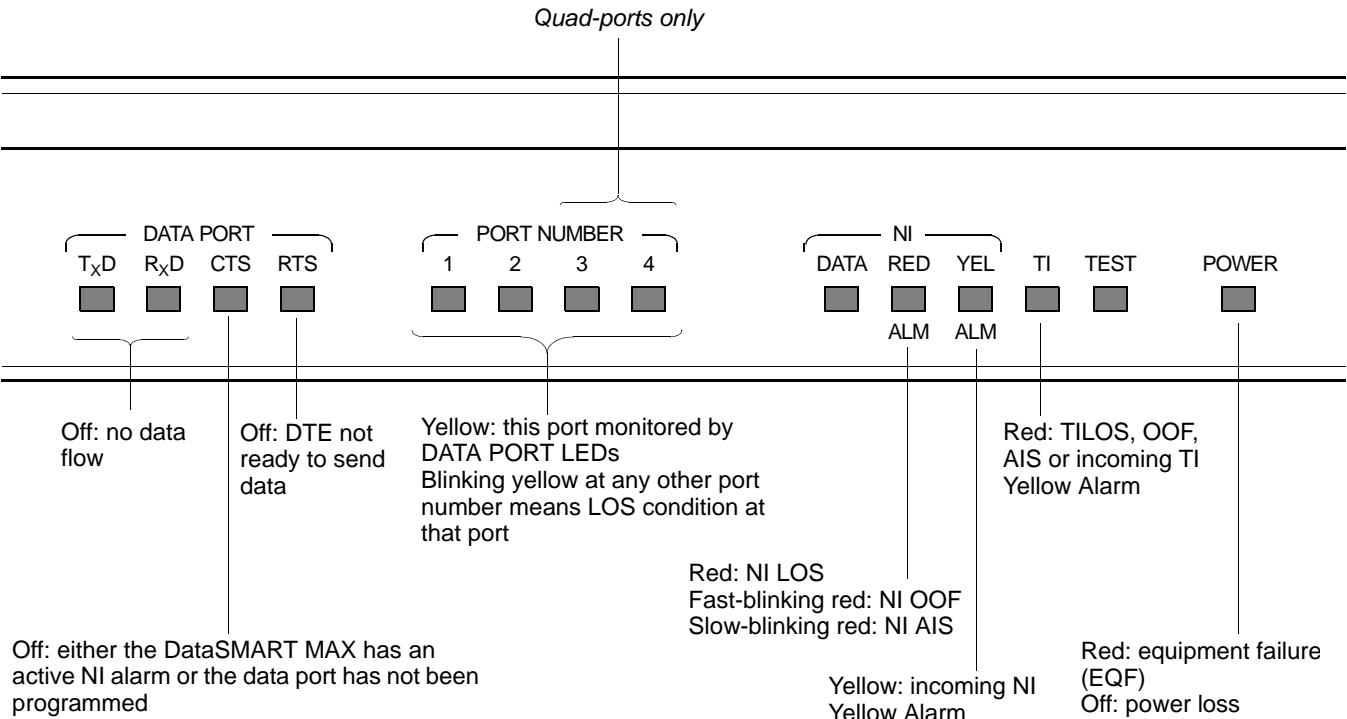 Quad-ports only
DATA PORT
PORT NUMBER
NI
TXD RXD CTS RTS
1 2 3 4
DATA RED YEL TI TEST POWER
ALM ALM
Off: no data
flow
Off: DTE not
ready to send
data
Yellow: this port monitored by
DATA PORT LEDs
Blinking yellow at any other port
number means LOS condition at
that port
Red: TILOS, OOF,
AIS or incoming TI
Yellow Alarm
Red: NI LOS
Fast-blinking red: NI OOF
Slow-blinking red: NI AIS
Off: either the DataSMART MAX has an
active NI alarm or the data port has not been
programmed
Yellow: incoming NI
Yellow Alarm
Red: equipment failure
(EQF)
Off: power loss